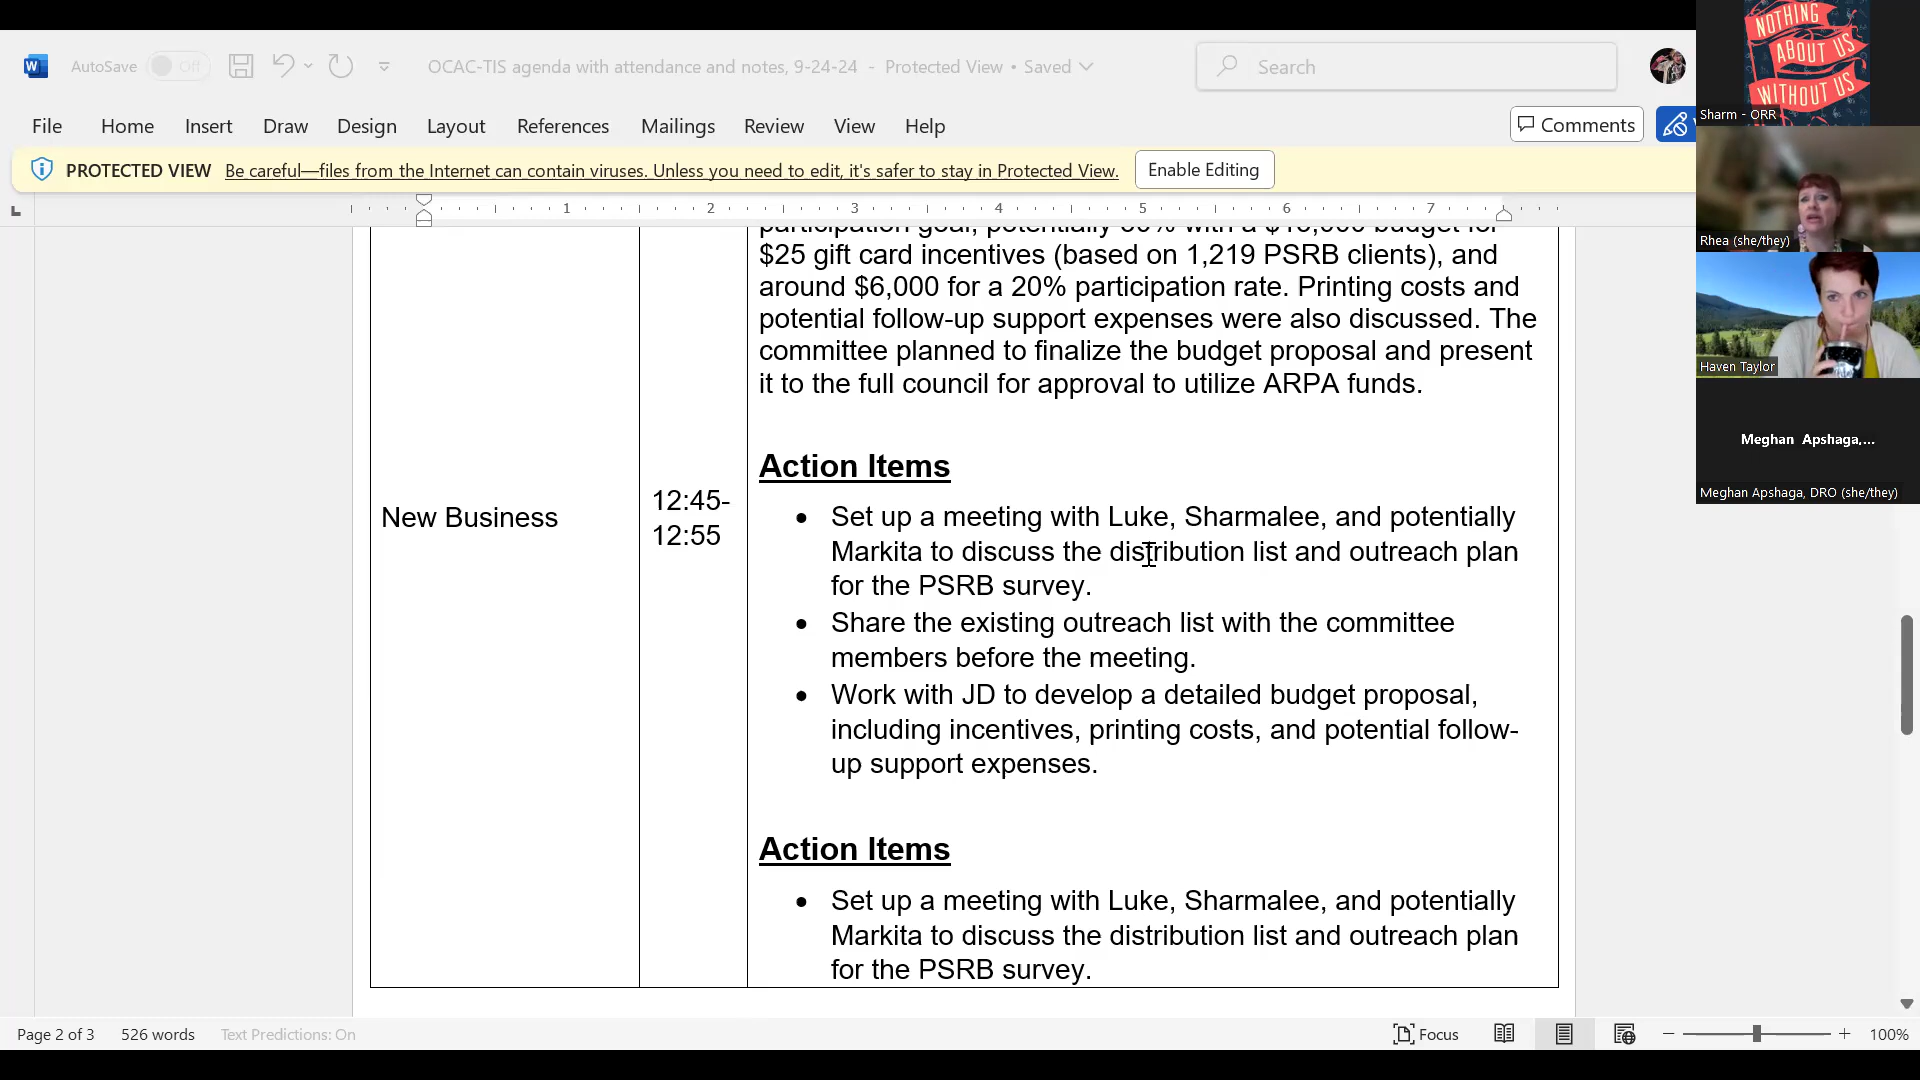 AutoSave
Off
OCAC-TIS agenda with attendance and notes, 9-24-24 - Protected View • Saved
Search
File Home Insert Draw Design Layout References Mailings Review View Help
Comments
PROTECTED VIEW Be careful—files from the Internet can contain viruses. Unless you need to edit, it's safer to stay in Protected View.
Enable Editing
1 2 3 4 5 6 7
$25 gift card incentives (based on 1,219 PSRB clients), and
around $6,000 for a 20% participation rate. Printing costs and
potential follow-up support expenses were also discussed. The
committee planned to finalize the budget proposal and present
it to the full council for approval to utilize ARPA funds.
New Business
12:45-
12:55
Action Items
• Set up a meeting with Luke, Sharmalee, and potentially
Markita to discuss the distribution list and outreach plan
for the PSRB survey.
• Share the existing outreach list with the committee
members before the meeting.
• Work with JD to develop a detailed budget proposal,
including incentives, printing costs, and potential follow-
up support expenses.
Action Items
• Set up a meeting with Luke, Sharmalee, and potentially
Markita to discuss the distribution list and outreach plan
for the PSRB survey.
Page 2 of 3
526 words
Text Predictions: On
Focus
100%
NOTHING
ABOUT US
WITHOUT US
Sharm - ORR
Rhea (she/they)
Haven Taylor
Meghan Apshaga,...
Meghan Apshaga, DRO (she/they)